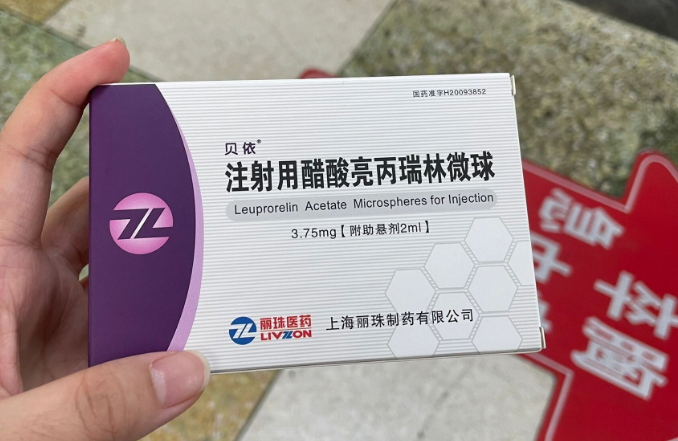 国药准字H20093852
贝依®
注射用醋酸亮丙瑞林微球
Leuprorelin Acetate Microspheres for Injection
3.75mg【附助悬剂2ml】
丽珠医药
LIVZON
上海丽珠制药有限公司